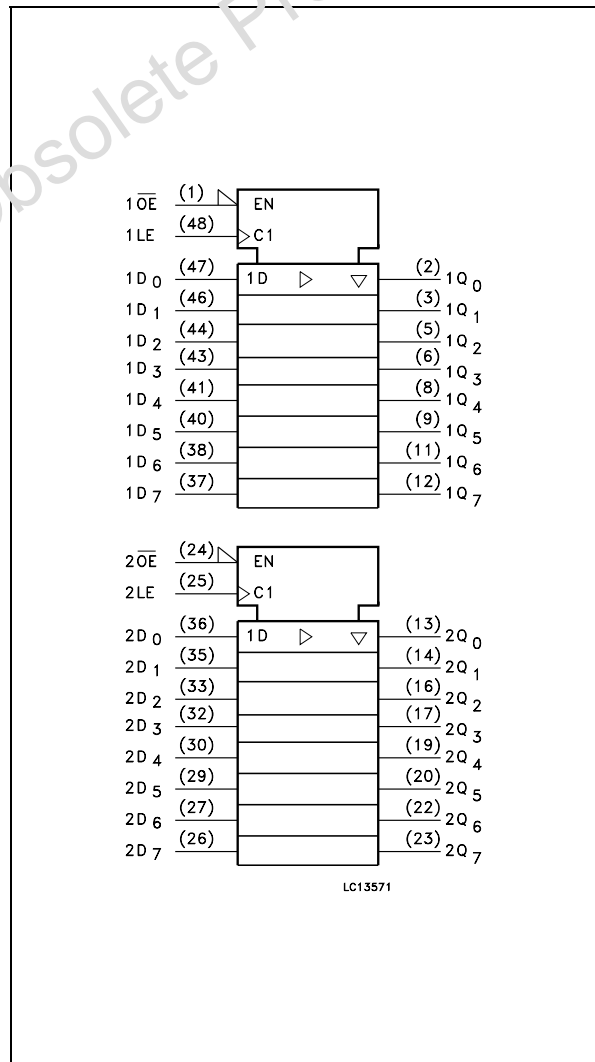 obsolete Pro
1OE (1) EN
1LE (48) C1
1D0 (47) 1D (2) 1Q0
1D1 (46) (3) 1Q1
1D2 (44) (5) 1Q2
1D3 (43) (6) 1Q3
1D4 (41) (8) 1Q4
1D5 (40) (9) 1Q5
1D6 (38) (11) 1Q6
1D7 (37) (12) 1Q7
2OE (24) EN
2LE (25) C1
2D0 (36) 1D (13) 2Q0
2D1 (35) (14) 2Q1
2D2 (33) (16) 2Q2
2D3 (32) (17) 2Q3
2D4 (30) (19) 2Q4
2D5 (29) (20) 2Q5
2D6 (27) (22) 2Q6
2D7 (26) (23) 2Q7
LC13571